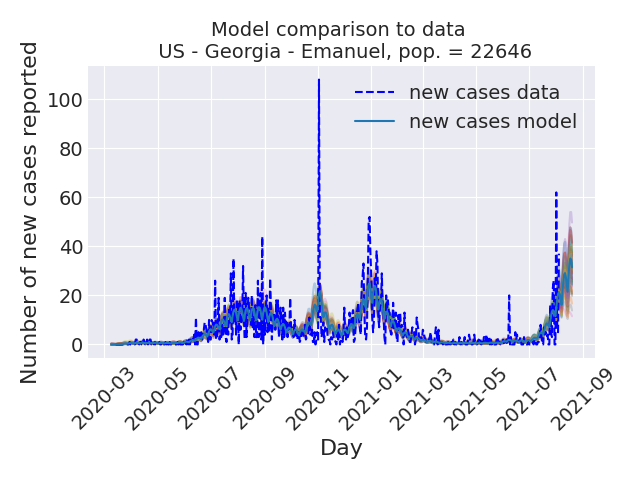 Model comparison to data
US - Georgia - Emanuel, pop. = 22646
new cases data
new cases model
Number of new cases reported
100
80
60
40
20
0
2020-03
2020-05
2020-07
2020-09
2020-11
2021-01
2021-03
2021-05
2021-07
2021-09
Day